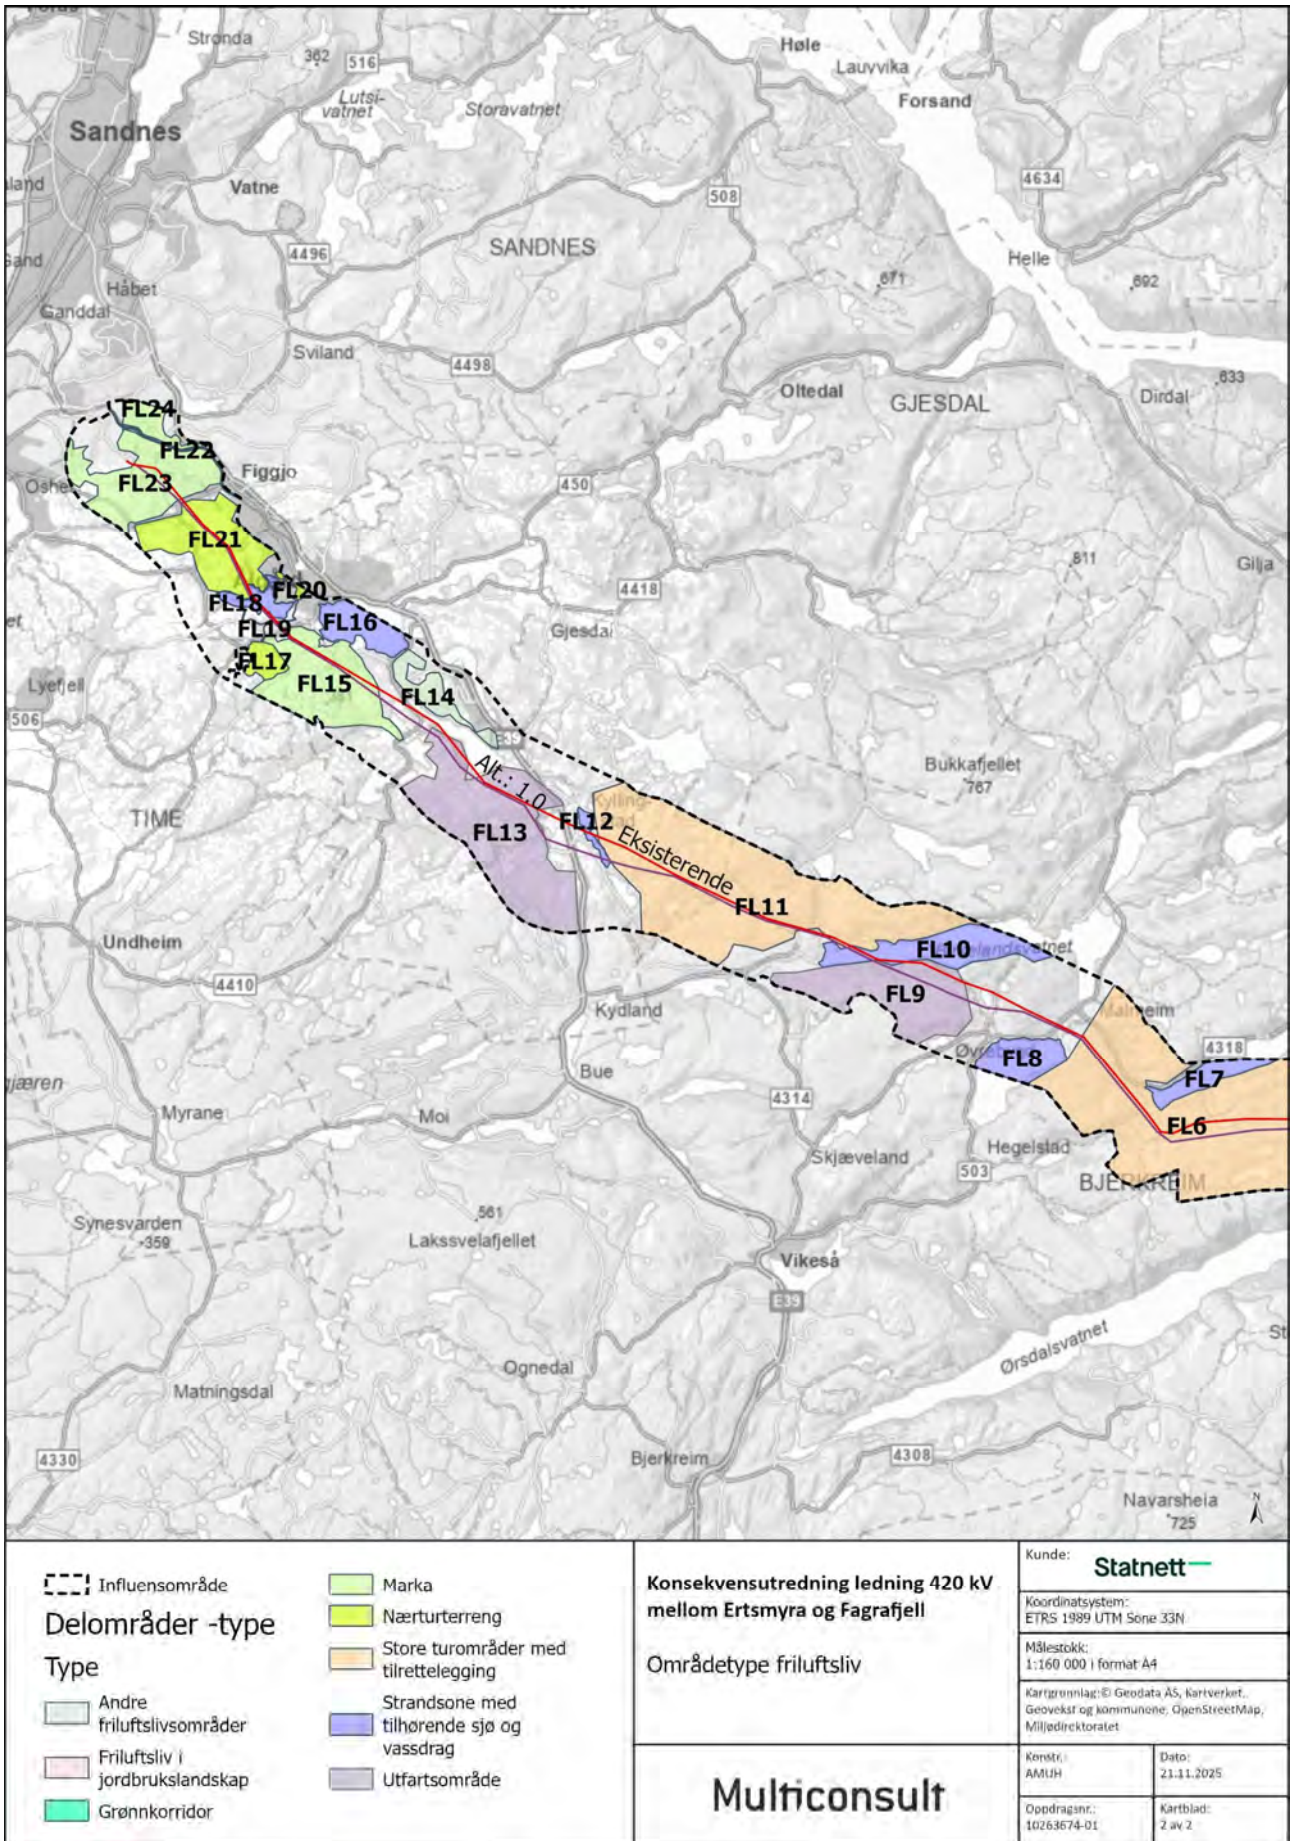 Stronda
362
516
Høle
Lauvvika
Lutsi-
vatnet
Storavatnet
Forsand
Sandnes
Vatne
4634
508
4496
SANDNES
Helle
671
692
Håbet
Ganddal
Sviland
4498
Oltedal
GJESDAL
633
Dirdal
FL24
FL22
Figgjo
FL23
450
FL21
811
Gilja
FL20
4418
FL18
FL16
FL19
Gjesdal
FL17
Lyefjell
FL15
FL14
506
E39
Alt.: 1.0
Bukkafjellet
767
TIME
FL12
FL13
Eksisterende
FL11
Undheim
FL10
4410
FL9
Kydland
Malmeim
FL8
4318
FL7
Bue
gjæren
4314
Myrane
Moi
FL6
Hegelstad
Skjæveland
503
BJERKREIM
Synesvarden
359
561
Lakssvelafjellet
Vikeså
E39
Ørsdalsvatnet
Ognedal
Matningsdal
4330
Bjerkreim
4308
Navarsheia
725
N
Influensområde
Delområder -type
Type
Andre
friluftslivsområder
Friluftsliv i
jordbrukslandskap
Grønnkorridor
Marka
Nærturterreng
Store turområder med
tilrettelegging
Strandsone med
tilhørende sjø og
vassdrag
Utfartsområde
Konsekvensutredning ledning 420 kV
mellom Ertsmyra og Fagrafjell
Områdetype friluftsliv
Multiconsult
Kunde:
Statnett
Koordinatsystem:
ETRS 1989 UTM Sone 33N
Målestokk:
1:160 000 i format A4
Kartgrunnlag:© Geodata AS, Kartverket,
Geovekst og kommunene, OpenStreetMap,
Miljødirektoratet
Konstr.:
AMUH
Dato:
21.11.2025
Oppdragsnr.:
10263674-01
Kartblad:
2 av 2